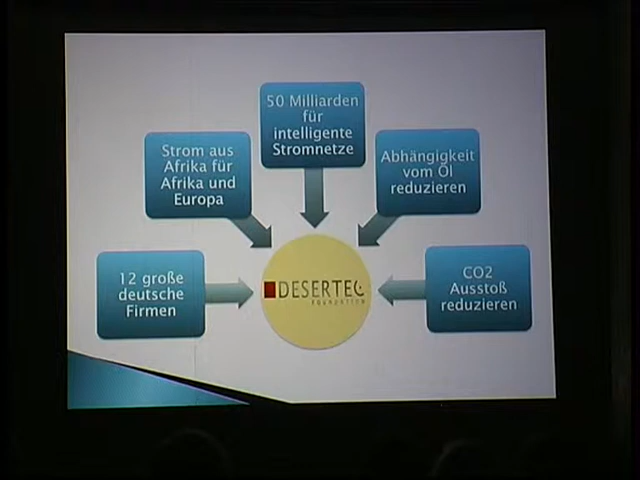 50 Milliarden
für
intelligente
Stromnetze
Strom aus
Afrika für
Afrika und
Europa
Abhängigkeit
vom Öl
reduzieren
12 große
deutsche
Firmen
DESERTEC
FOUNDATION
CO2
Ausstoß
reduzieren